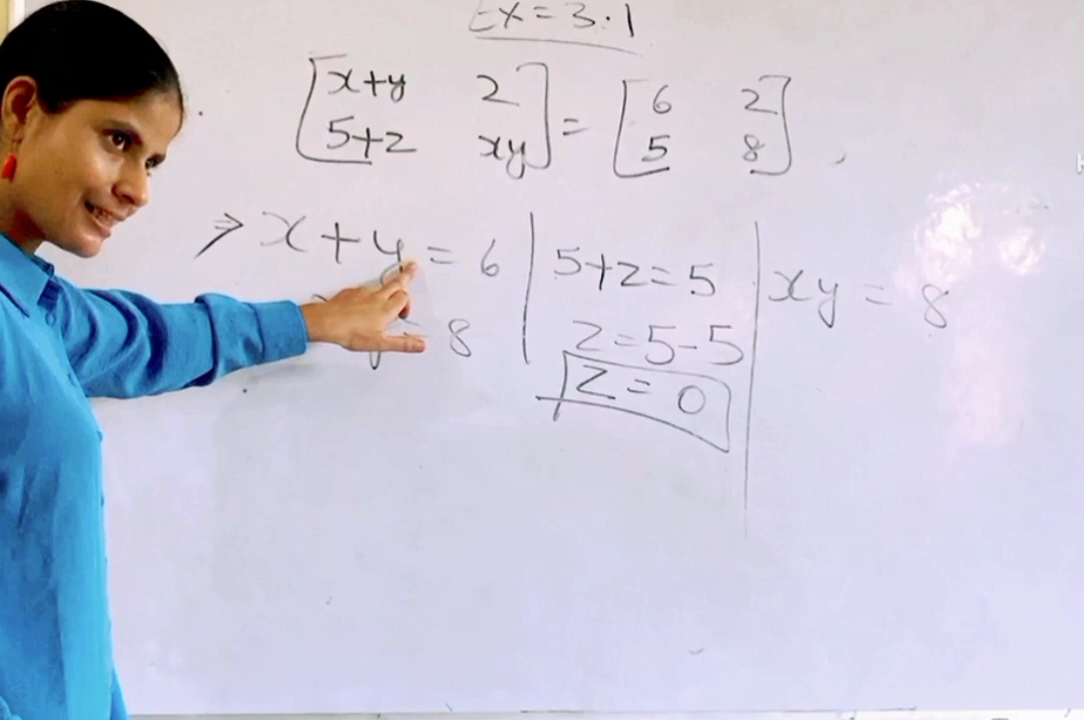 Ex = 3.1
[x+y 2] = [6 2]
[5+z xy] [5 8] ,
⇒ x + y = 6 | 5+z = 5 | xy = 8
= 8 | z = 5-5
z = 0